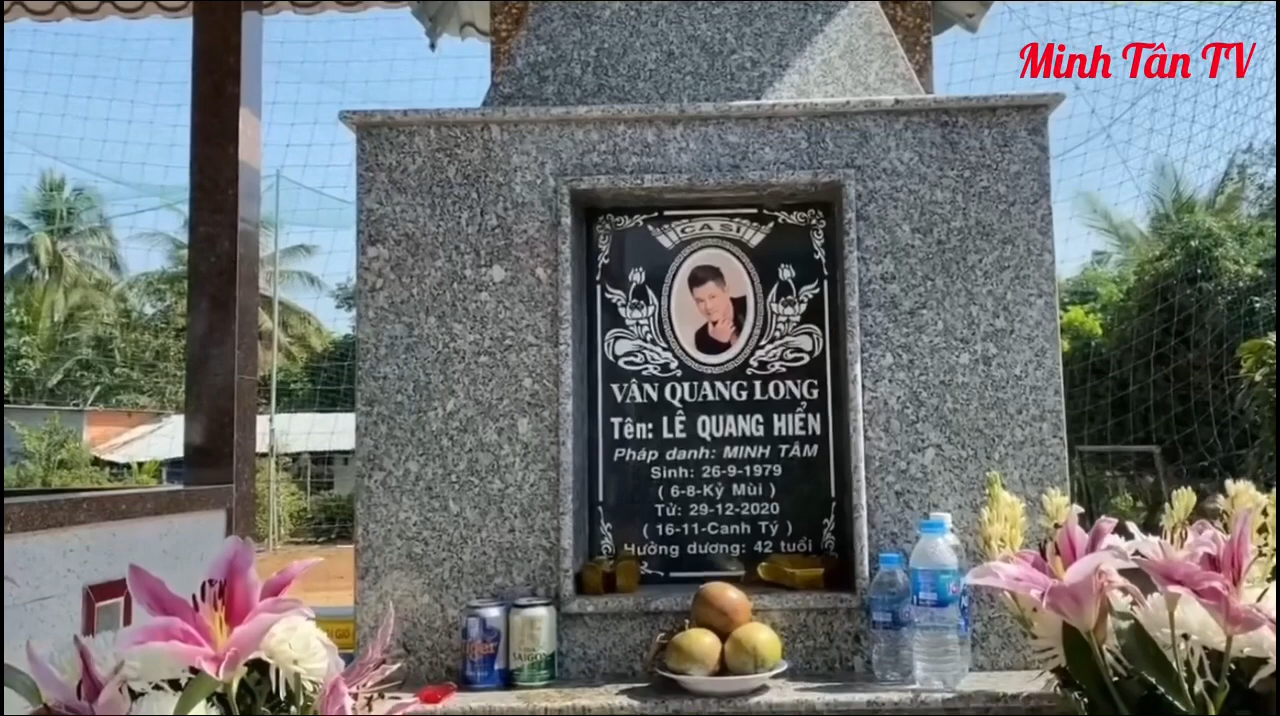 Minh Tân TV
CA SĨ
VÂN QUANG LONG
Tên: LÊ QUANG HIỂN
Pháp danh: MINH TÂM
Sinh: 26-9-1979
( 6-8-Kỷ Mùi )
Tử: 29-12-2020
( 16-11-Canh Tý )
Hưởng dương: 42 tuổi
Tiger
SAIGON